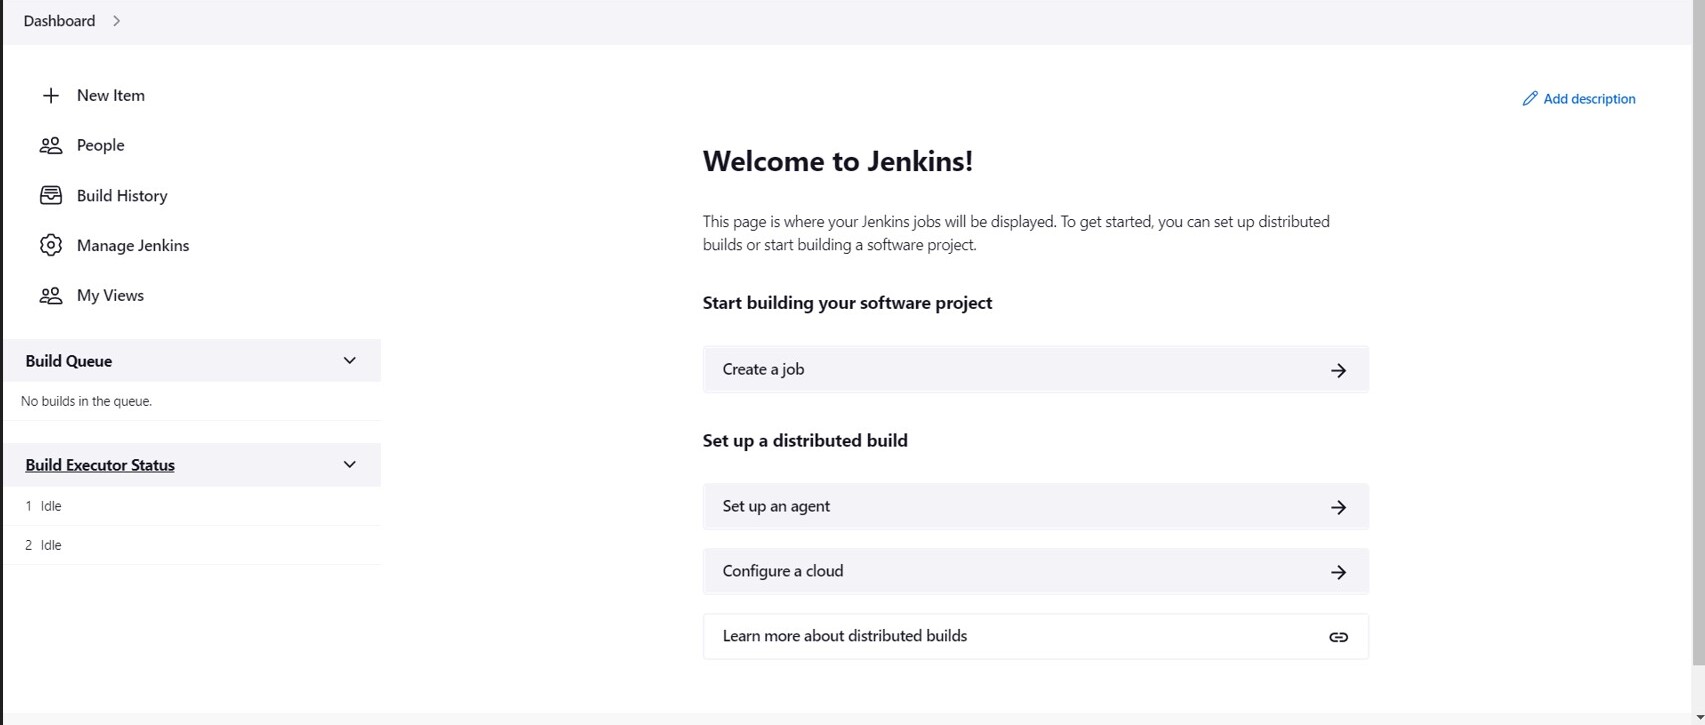 Dashboard
New Item
People
Build History
Manage Jenkins
My Views
Build Queue
No builds in the queue.
Build Executor Status
1 Idle
2 Idle
Add description
Welcome to Jenkins!
This page is where your Jenkins jobs will be displayed. To get started, you can set up distributed
builds or start building a software project.
Start building your software project
Create a job
Set up a distributed build
Set up an agent
Configure a cloud
Learn more about distributed builds